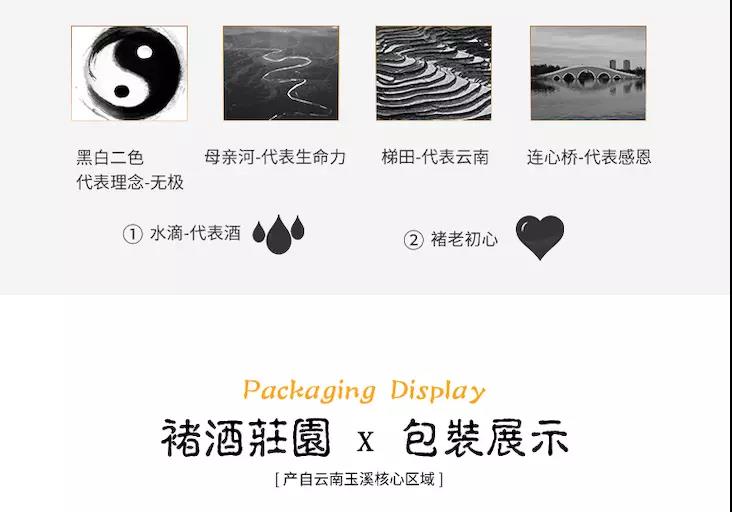 黑白二色
代表理念-无极
母亲河-代表生命力
梯田-代表云南
连心桥-代表感恩
① 水滴-代表酒
② 褚老初心
Packaging Display
褚酒莊園 x 包裝展示
[ 产自云南玉溪核心区域 ]